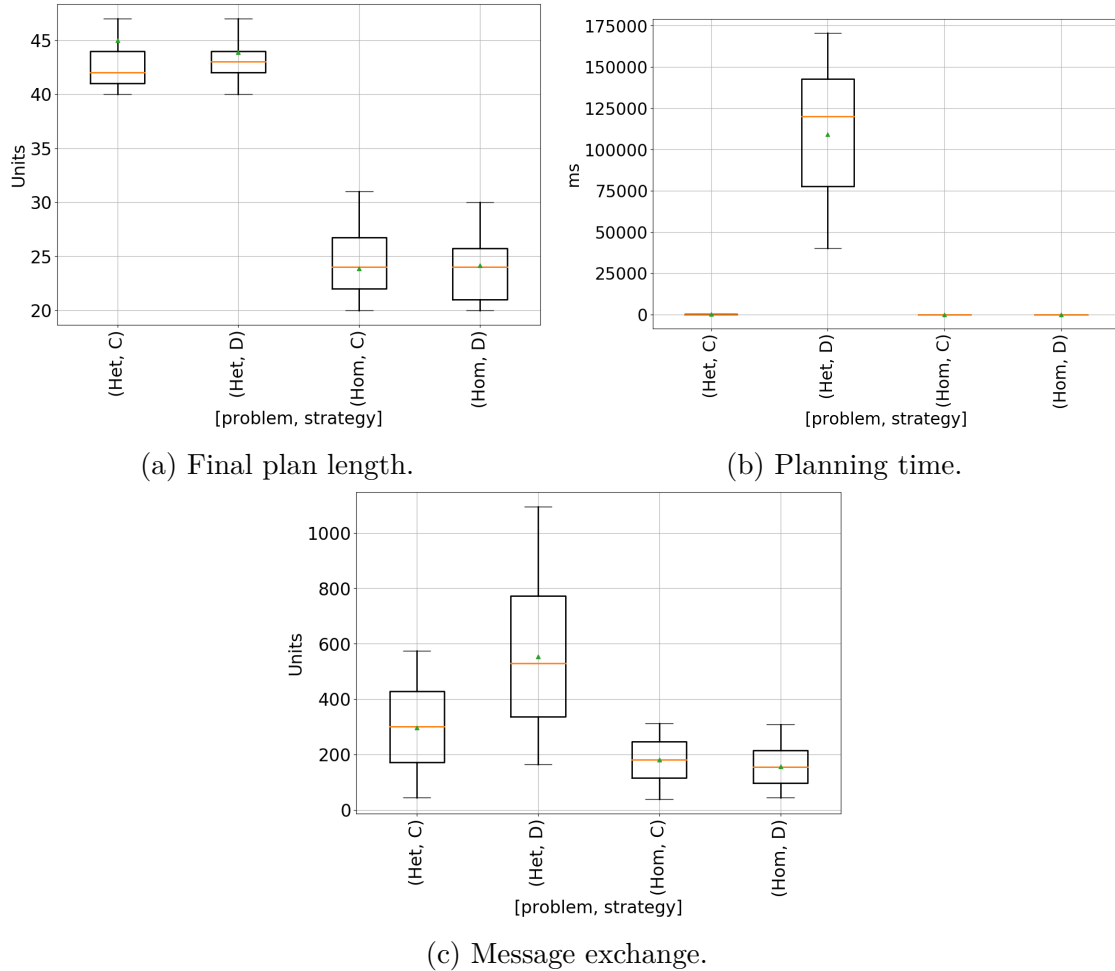 45
40
35
30
25
20
Units
(Het, C)
(Het, D)
(Hom, C)
(Hom, D)
[problem, strategy]
(a) Final plan length.
175000
150000
125000
100000
75000
50000
25000
0
ms
(Het, C)
(Het, D)
(Hom, C)
(Hom, D)
[problem, strategy]
(b) Planning time.
1000
800
600
400
200
0
Units
(Het, C)
(Het, D)
(Hom, C)
(Hom, D)
[problem, strategy]
(c) Message exchange.